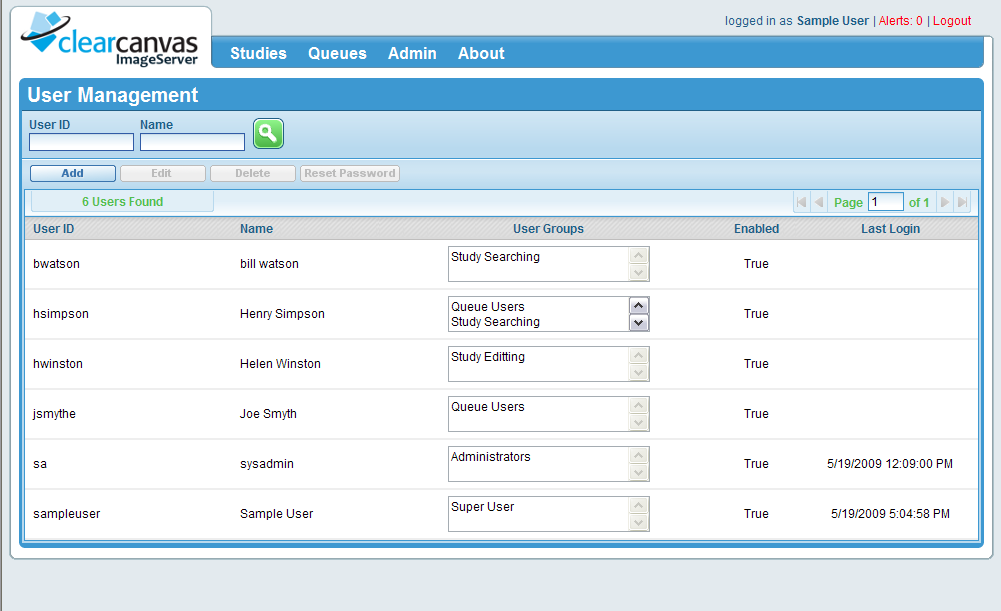 logged in as Sample User | Alerts: 0 | Logout
clearcanvas
ImageServer
Studies Queues Admin About
User Management
User ID Name
Add Edit Delete Reset Password
6 Users Found Page 1 of 1
User ID Name User Groups Enabled Last Login
bwatson bill watson Study Searching True
hsimpson Henry Simpson Queue Users True
Study Searching
hwinston Helen Winston Study Editting True
jsmythe Joe Smyth Queue Users True
sa sysadmin Administrators True 5/19/2009 12:09:00 PM
sampleuser Sample User Super User True 5/19/2009 5:04:58 PM